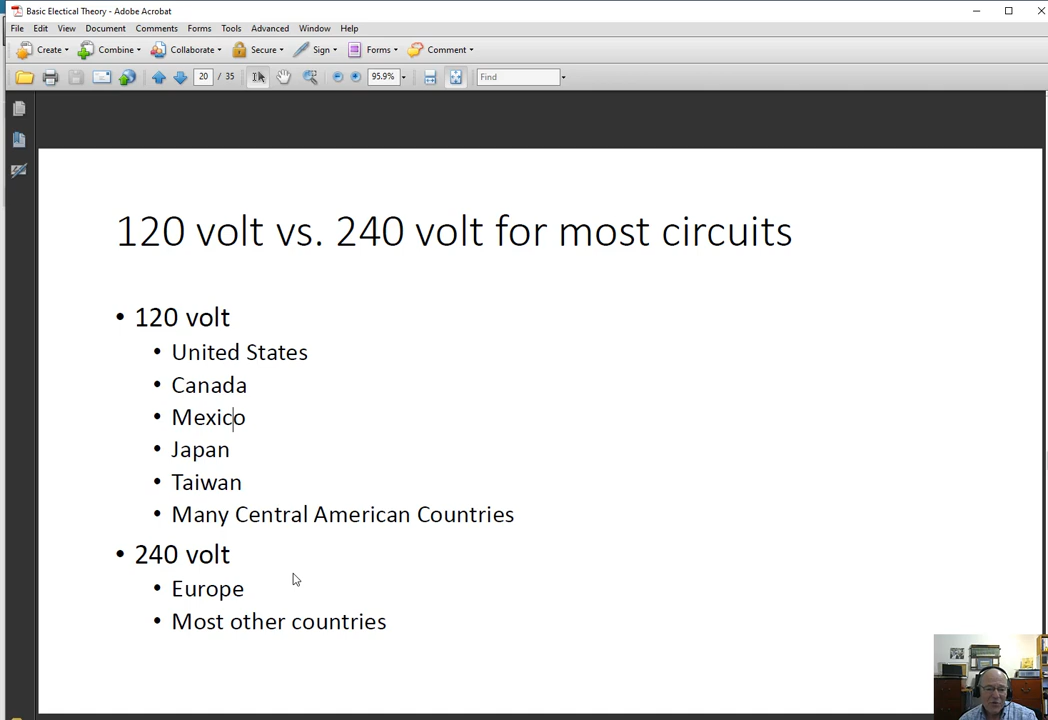 Basic Electical Theory - Adobe Acrobat
File Edit View Document Comments Forms Tools Advanced Window Help
Create Combine Collaborate Secure Sign Forms Comment
20 / 35 95.9% Find
120 volt vs. 240 volt for most circuits
• 120 volt
• United States
• Canada
• Mexico
• Japan
• Taiwan
• Many Central American Countries
• 240 volt
• Europe
• Most other countries